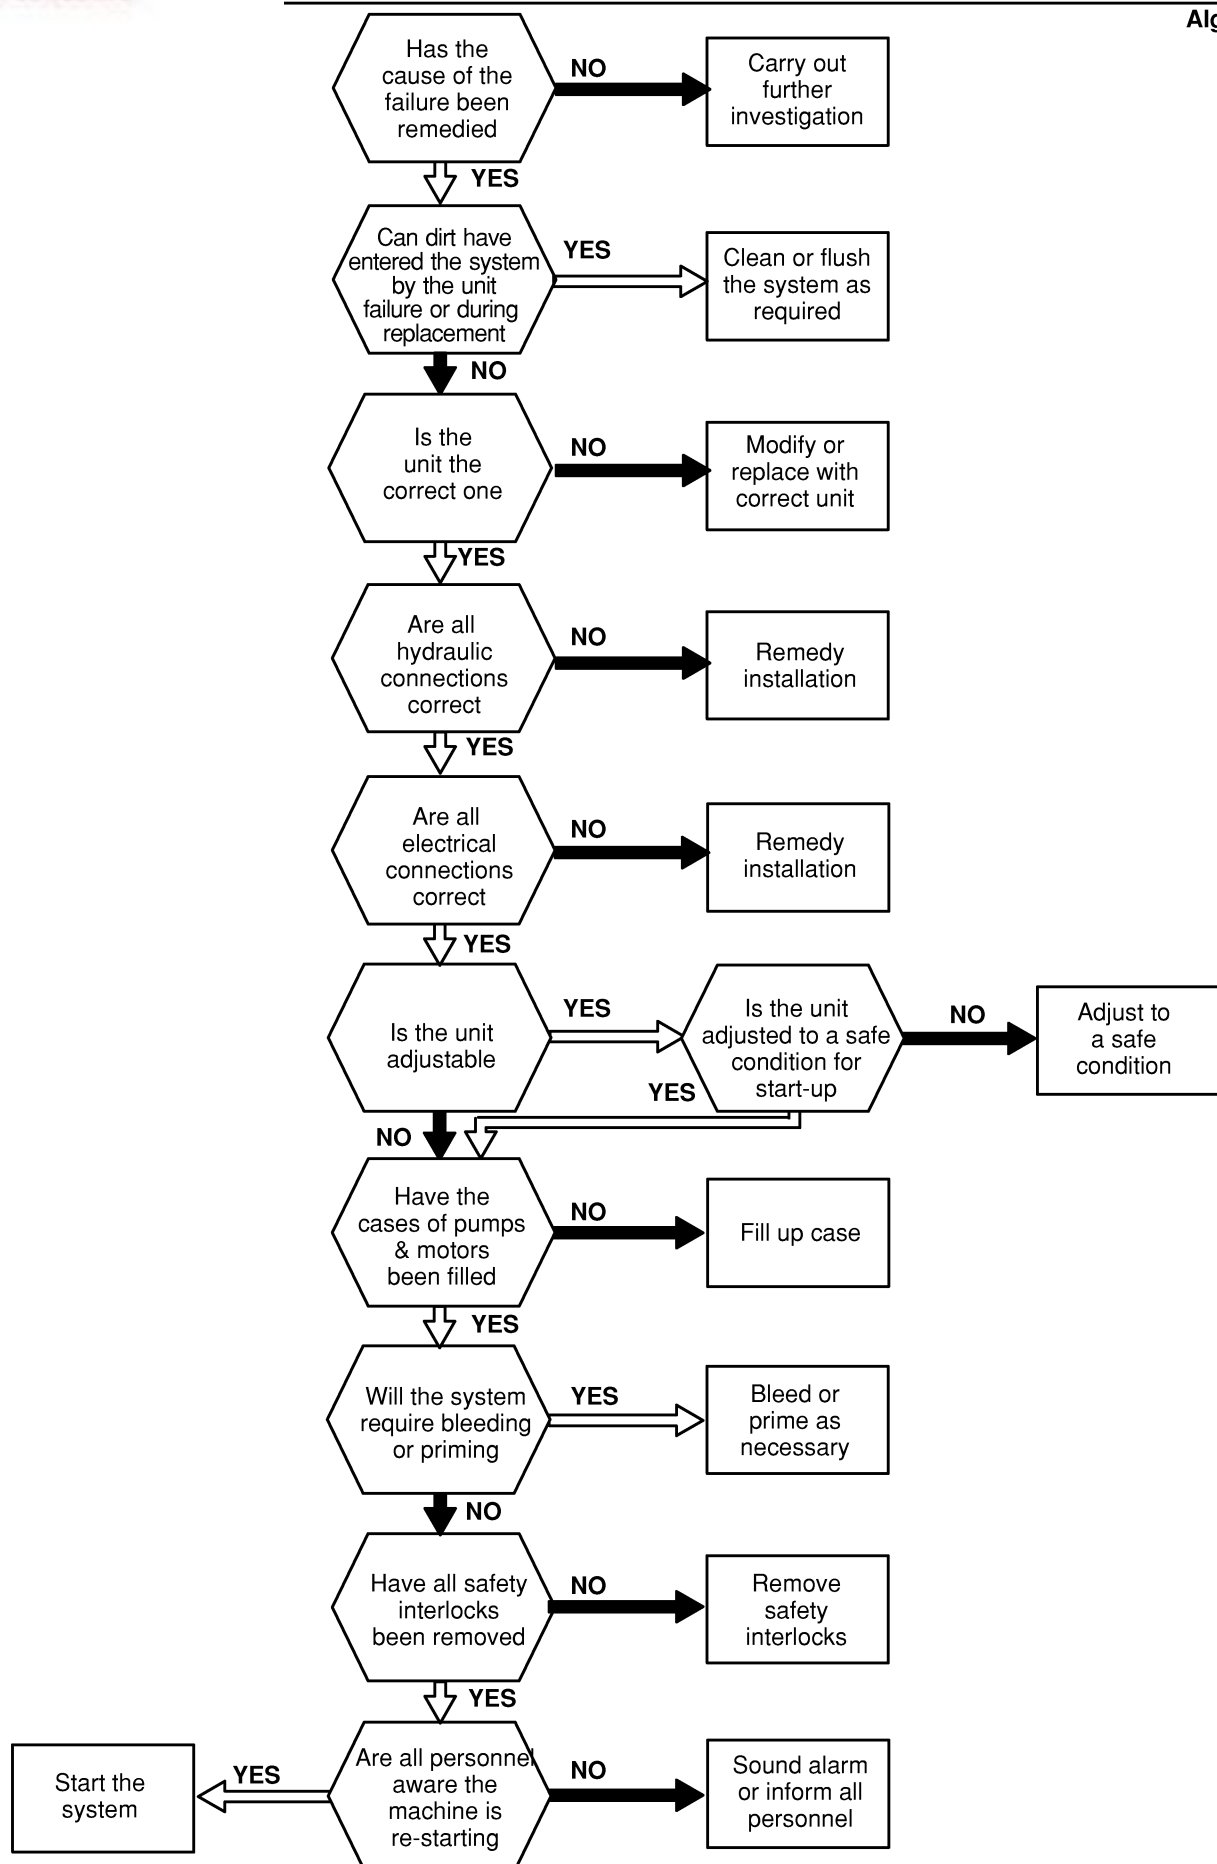 Alg
Has the
cause of the
failure been
remedied
NO
Carry out
further
investigation
YES
Can dirt have
entered the system
by the unit
failure or during
replacement
YES
Clean or flush
the system as
required
NO
Is the
unit the
correct one
NO
Modify or
replace with
correct unit
YES
Are all
hydraulic
connections
correct
NO
Remedy
installation
YES
Are all
electrical
connections
correct
NO
Remedy
installation
YES
Is the unit
adjustable
YES
Is the unit
adjusted to a safe
condition for
start-up
NO
Adjust to
a safe
condition
YES
NO
Have the
cases of pumps
& motors
been filled
NO
Fill up case
YES
Will the system
require bleeding
or priming
YES
Bleed or
prime as
necessary
NO
Have all safety
interlocks
been removed
NO
Remove
safety
interlocks
YES
Are all personnel
aware the
machine is
re-starting
YES
Start the
system
NO
Sound alarm
or inform all
personnel